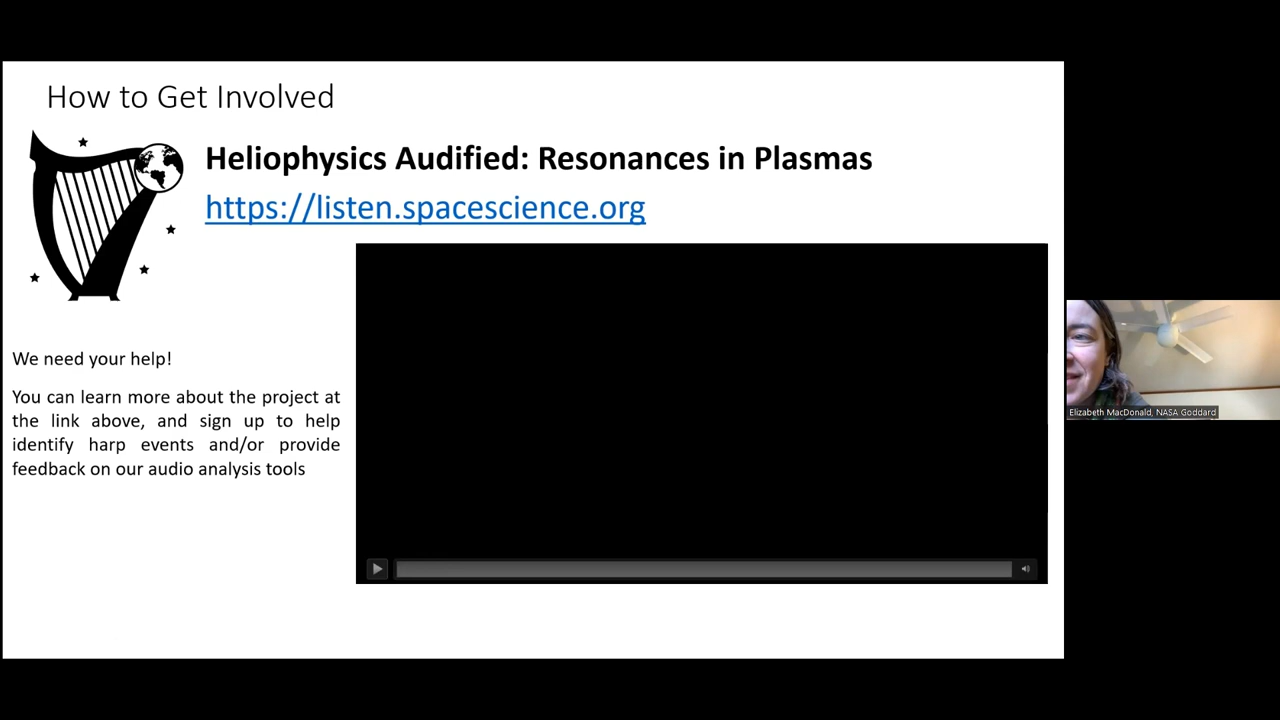 How to Get Involved
Heliophysics Audified: Resonances in Plasmas
https://listen.spacescience.org
We need your help!
You can learn more about the project at
the link above, and sign up to help
identify harp events and/or provide
feedback on our audio analysis tools
Elizabeth MacDonald, NASA Goddard